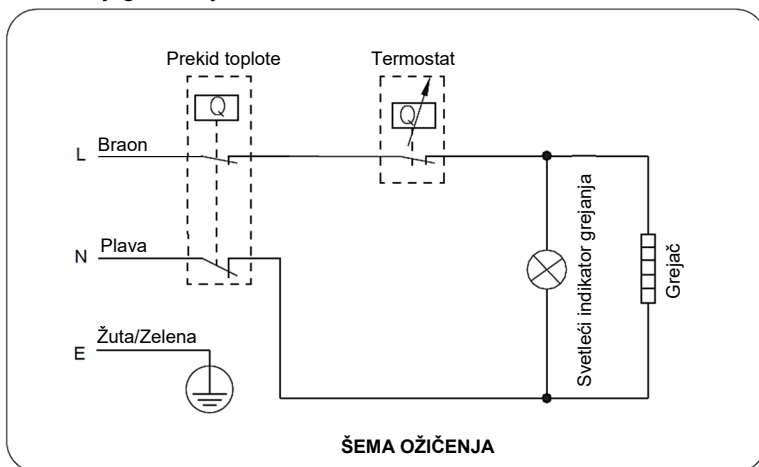 Prekid toplote
Termostat
Q
Q
L
Braon
N
Plava
E
Žuta/Zelena
Svetleći indikator grejanja
Grejač
ŠEMA OŽIČENJA